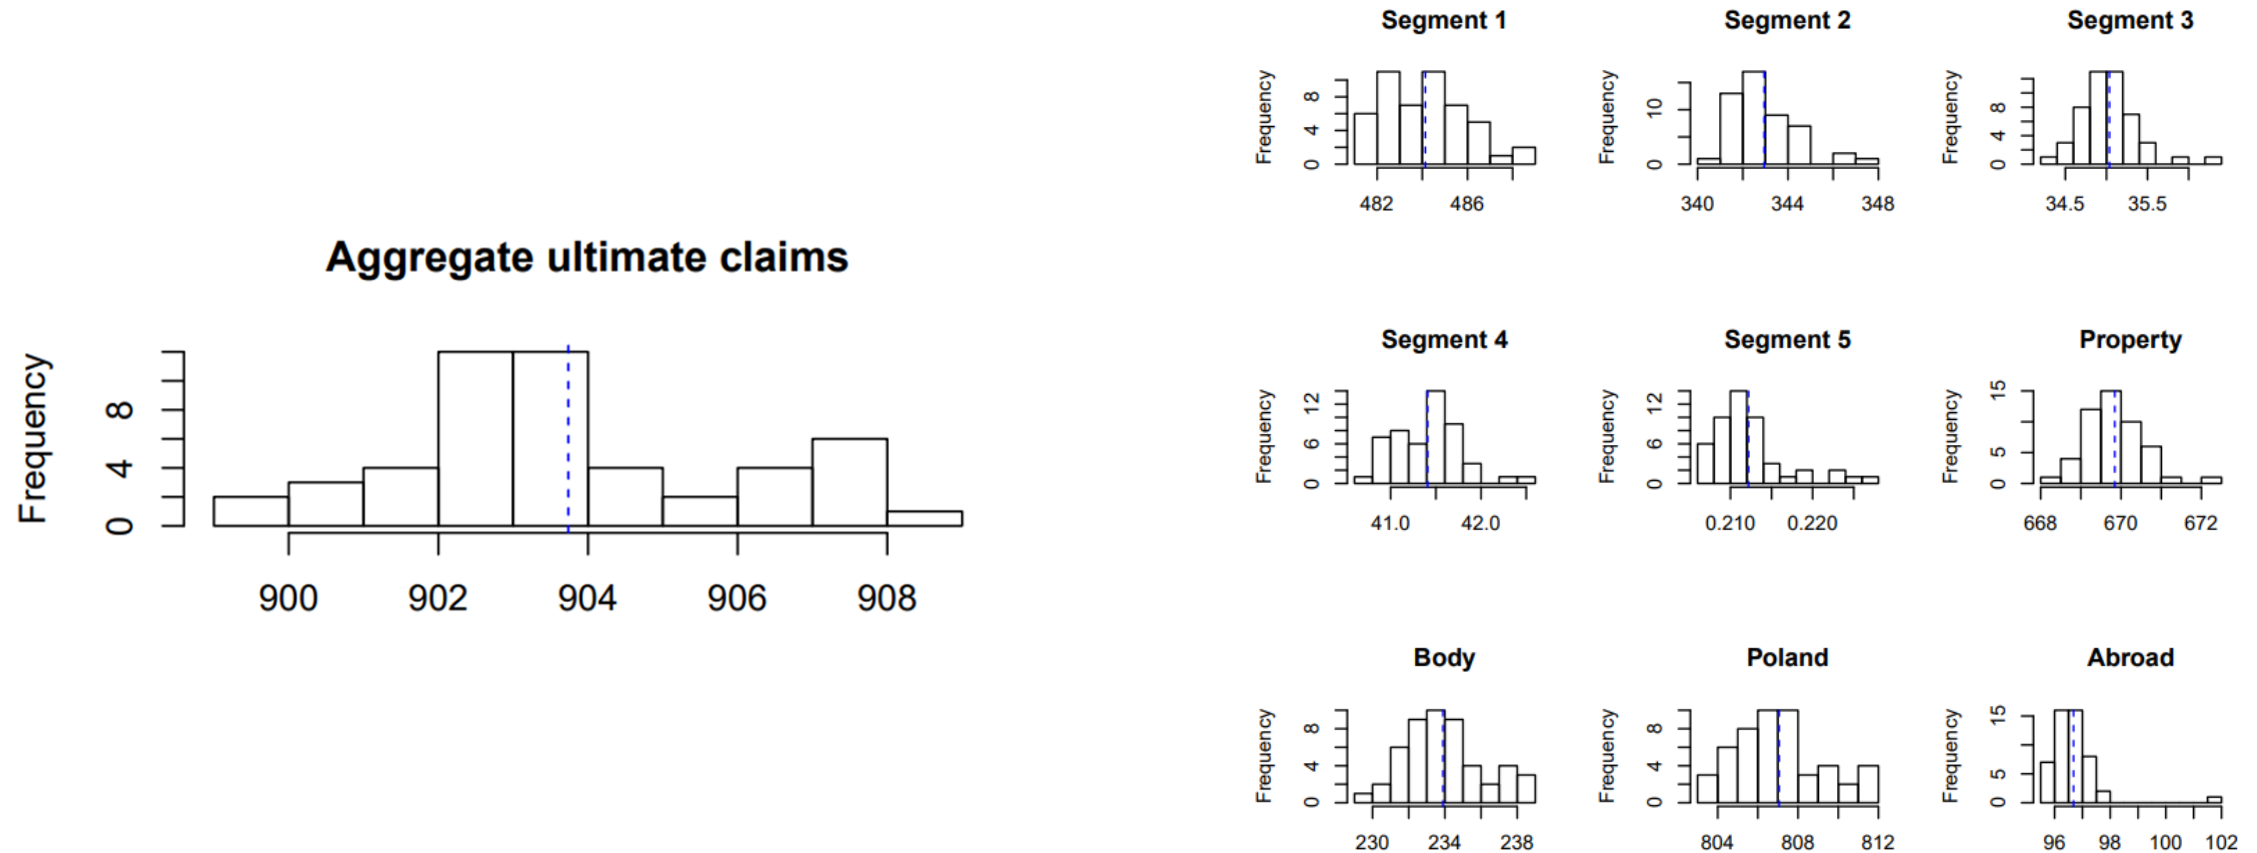 Aggregate ultimate claims
Frequency
0 4 8
900 902 904 906 908
Segment 1
Frequency
0 4 8
482 486
Segment 2
Frequency
0 10
340 344 348
Segment 3
Frequency
0 4 8
34.5 35.5
Segment 4
Frequency
0 6 12
41.0 42.0
Segment 5
Frequency
0 6 12
0.210 0.220
Property
Frequency
0 5 15
668 670 672
Body
Frequency
0 4 8
230 234 238
Poland
Frequency
0 4 8
804 808 812
Abroad
Frequency
0 5 15
96 98 100 102